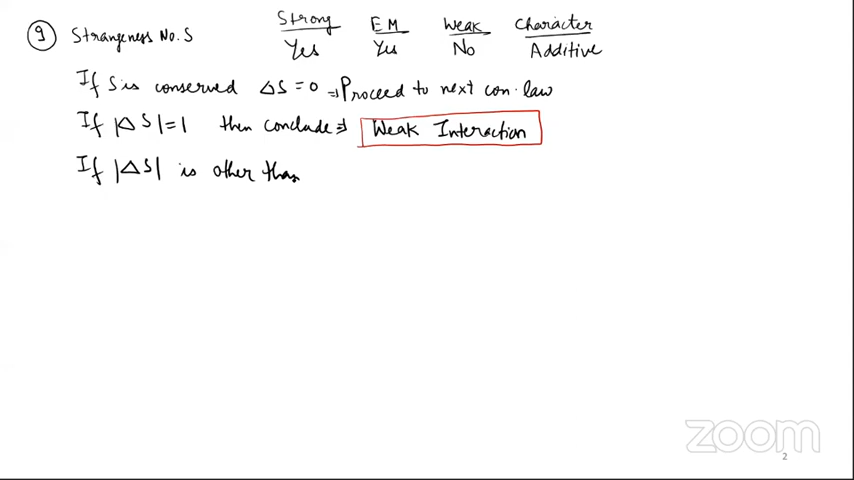 Strong EM Weak Character
⑨ Strangeness No. S Yes Yes No Additive
If S is conserved ΔS = 0 ⇒ Proceed to next con. law
If |ΔS| = 1 then conclude ⇒ Weak Interaction
If |ΔS| is other than
zoom
2